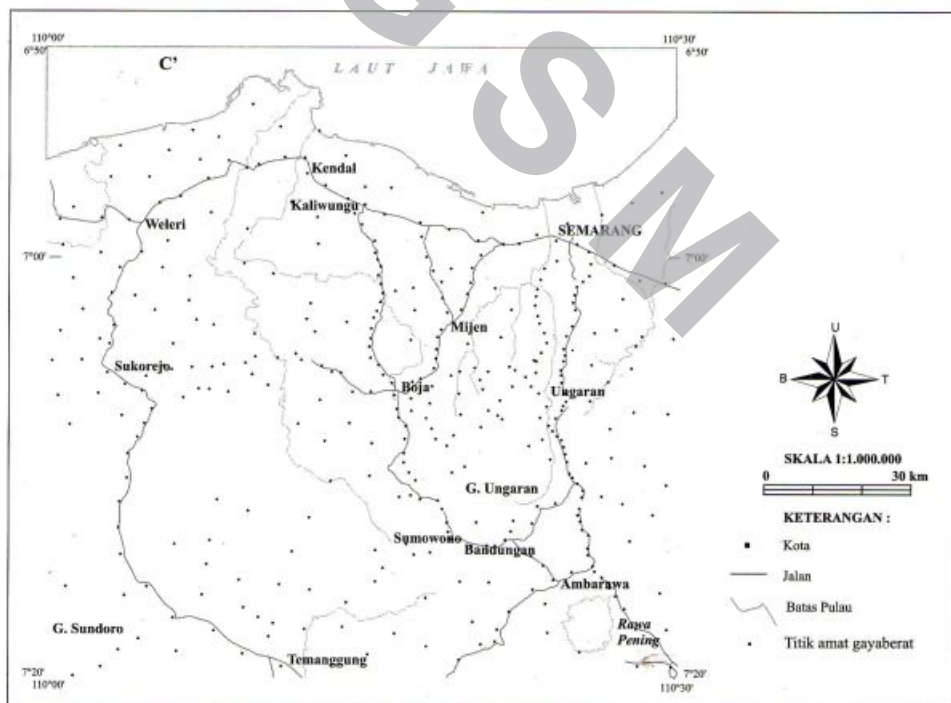 110°00'
110°30'
6°50'
6°50'
C'
LAUT JAWA
Kendal
Kaliwungu
Weleri
SEMARANG
7°00'
7°00'
Mijen
Sukorejo
Boja
Ungaran
G. Ungaran
Sumowono
Bandungan
Ambarawa
G. Sundoro
Rawa
Pening
Temanggung
7°20'
7°20'
110°00'
110°30'
U
B
T
S
SKALA 1:1.000.000
0 30 km
KETERANGAN :
Kota
Jalan
Batas Pulau
Titik amat gayaberat
G
S
M